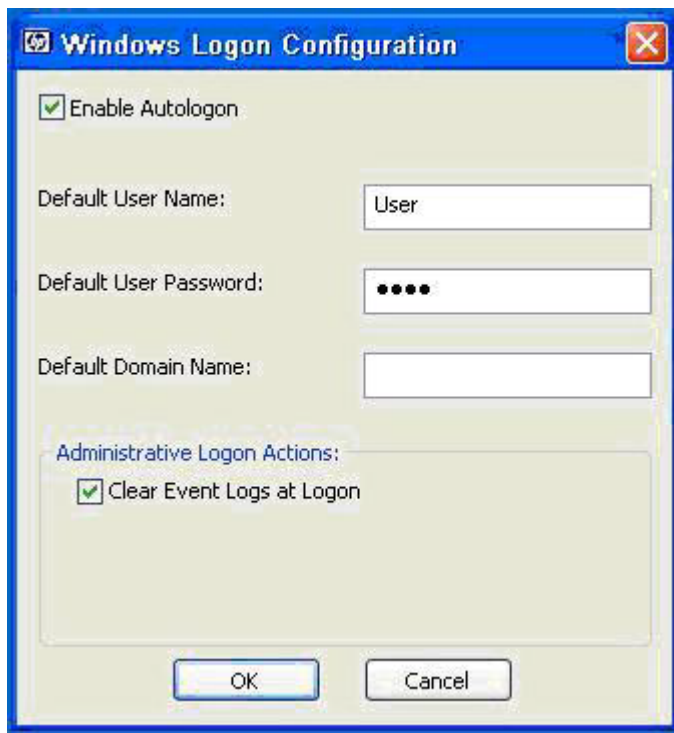 hp Windows Logon Configuration
Enable Autologon
Default User Name: User
Default User Password: ••••
Default Domain Name:
Administrative Logon Actions:
Clear Event Logs at Logon
OK Cancel